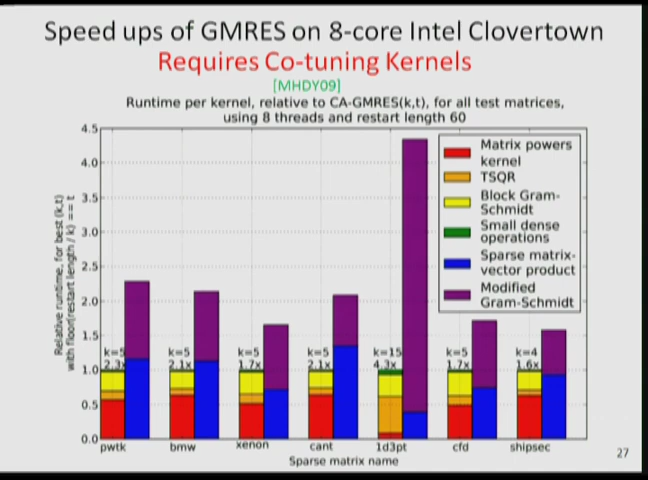 Speed ups of GMRES on 8-core Intel Clovertown
Requires Co-tuning Kernels
[MHDY09]
Runtime per kernel, relative to CA-GMRES(k,t), for all test matrices,
using 8 threads and restart length 60
Relative runtime, for best (k,t)
with floor(restart length / k) == t
4.5
4.0
3.5
3.0
2.5
2.0
1.5
1.0
0.5
0.0
Matrix powers
kernel
TSQR
Block Gram-
Schmidt
Small dense
operations
Sparse matrix-
vector product
Modified
Gram-Schmidt
k=5
2.3x
k=5
2.1x
k=5
1.7x
k=5
2.1x
k=15
4.3x
k=5
1.7x
k=4
1.6x
pwtk bmw xenon cant 1d3pt cfd shipsec
Sparse matrix name
27